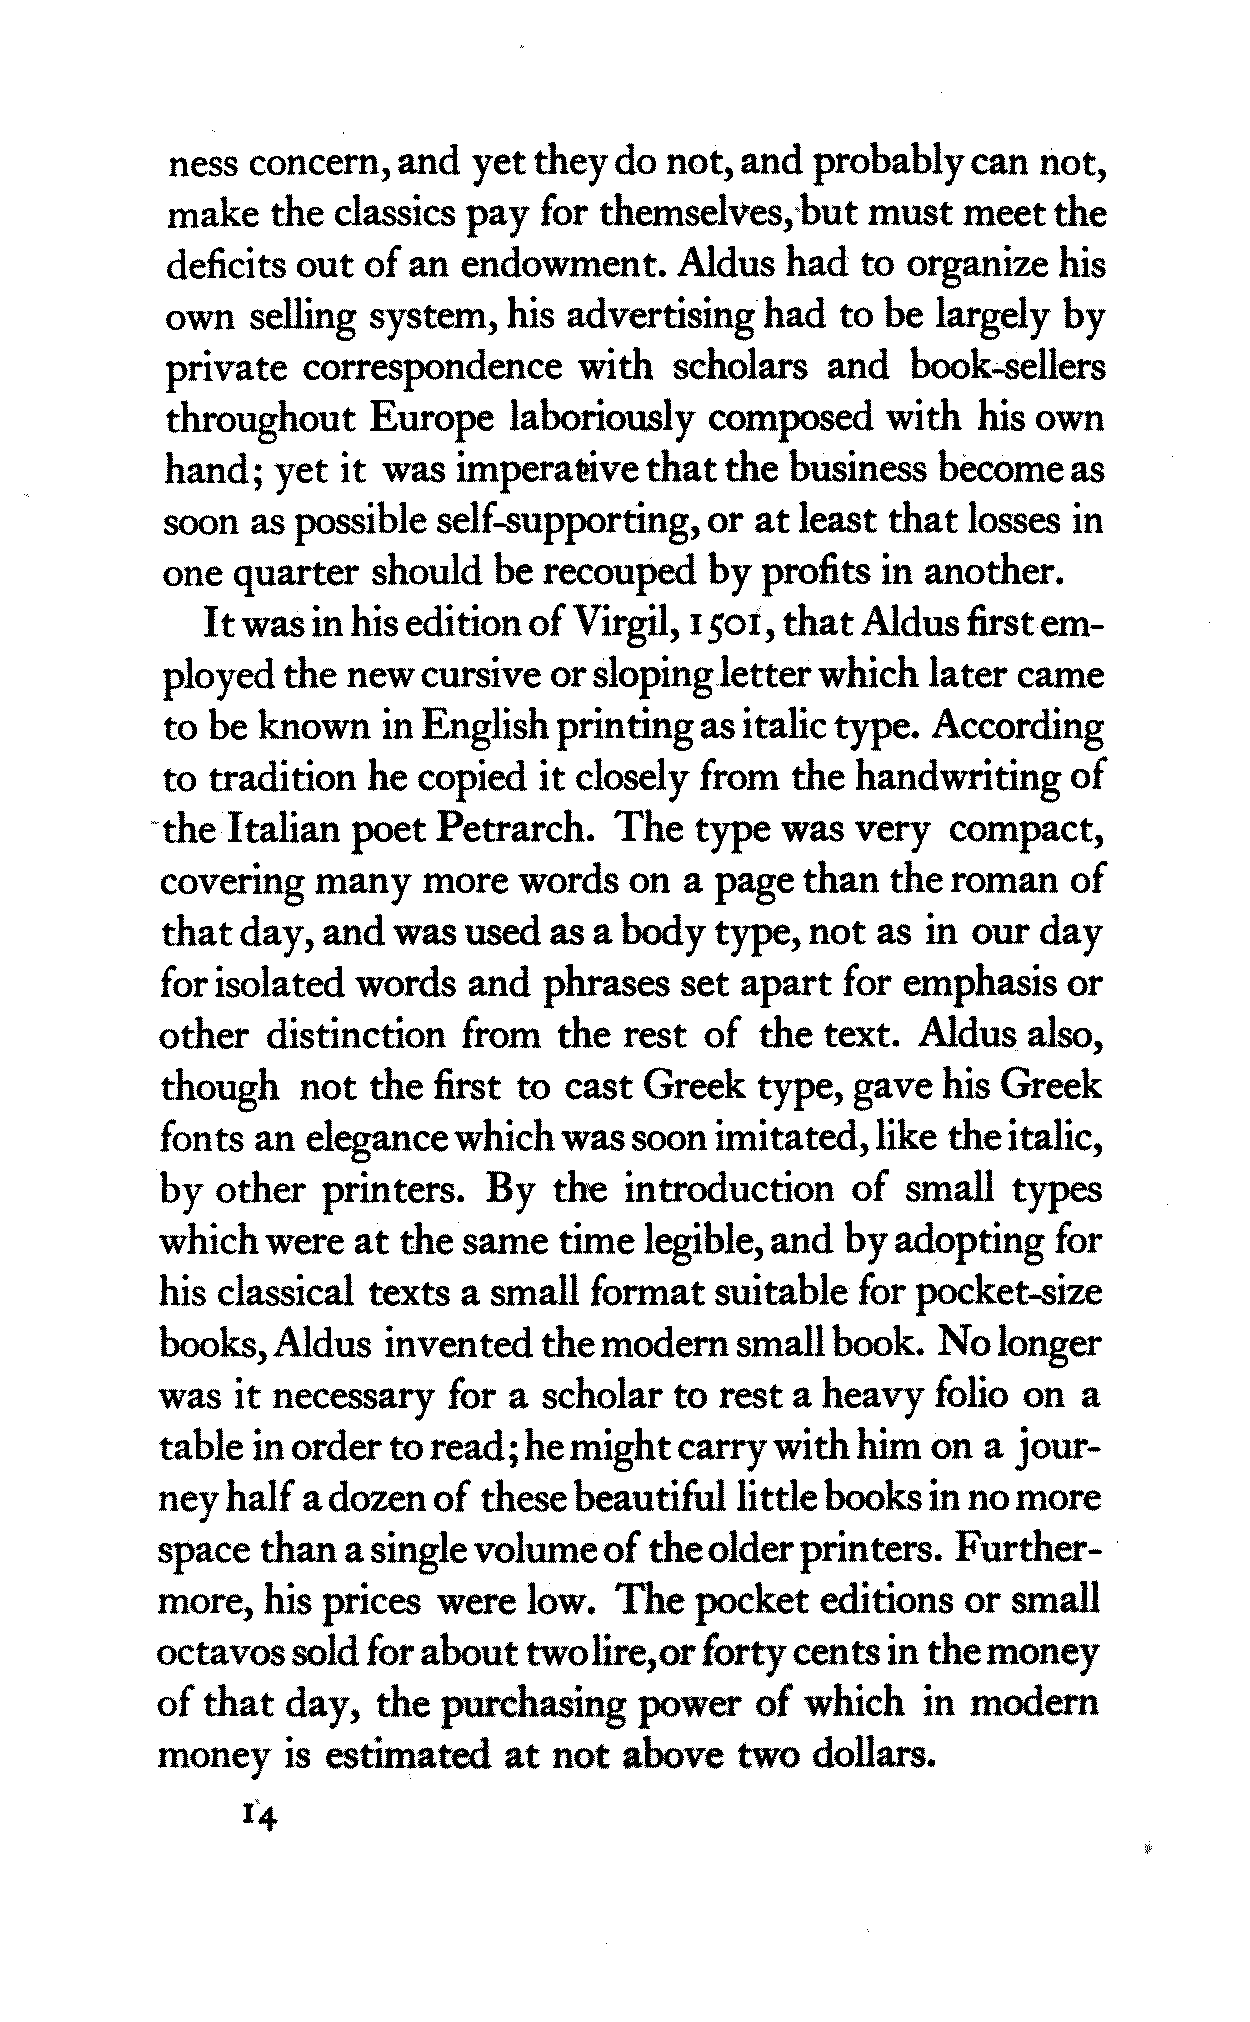 ness concern, and yet they do not, and probably can not,
make the classics pay for themselves, but must meet the
deficits out of an endowment. Aldus had to organize his
own selling system, his advertising had to be largely by
private correspondence with scholars and book-sellers
throughout Europe laboriously composed with his own
hand; yet it was imperative that the business become as
soon as possible self-supporting, or at least that losses in
one quarter should be recouped by profits in another.
It was in his edition of Virgil, 1501, that Aldus first em-
ployed the new cursive or sloping letter which later came
to be known in English printing as italic type. According
to tradition he copied it closely from the handwriting of
the Italian poet Petrarch. The type was very compact,
covering many more words on a page than the roman of
that day, and was used as a body type, not as in our day
for isolated words and phrases set apart for emphasis or
other distinction from the rest of the text. Aldus also,
though not the first to cast Greek type, gave his Greek
fonts an elegance which was soon imitated, like the italic,
by other printers. By the introduction of small types
which were at the same time legible, and by adopting for
his classical texts a small format suitable for pocket-size
books, Aldus invented the modern small book. No longer
was it necessary for a scholar to rest a heavy folio on a
table in order to read; he might carry with him on a jour-
ney half a dozen of these beautiful little books in no more
space than a single volume of the older printers. Further-
more, his prices were low. The pocket editions or small
octavos sold for about two lire, or forty cents in the money
of that day, the purchasing power of which in modern
money is estimated at not above two dollars.
14